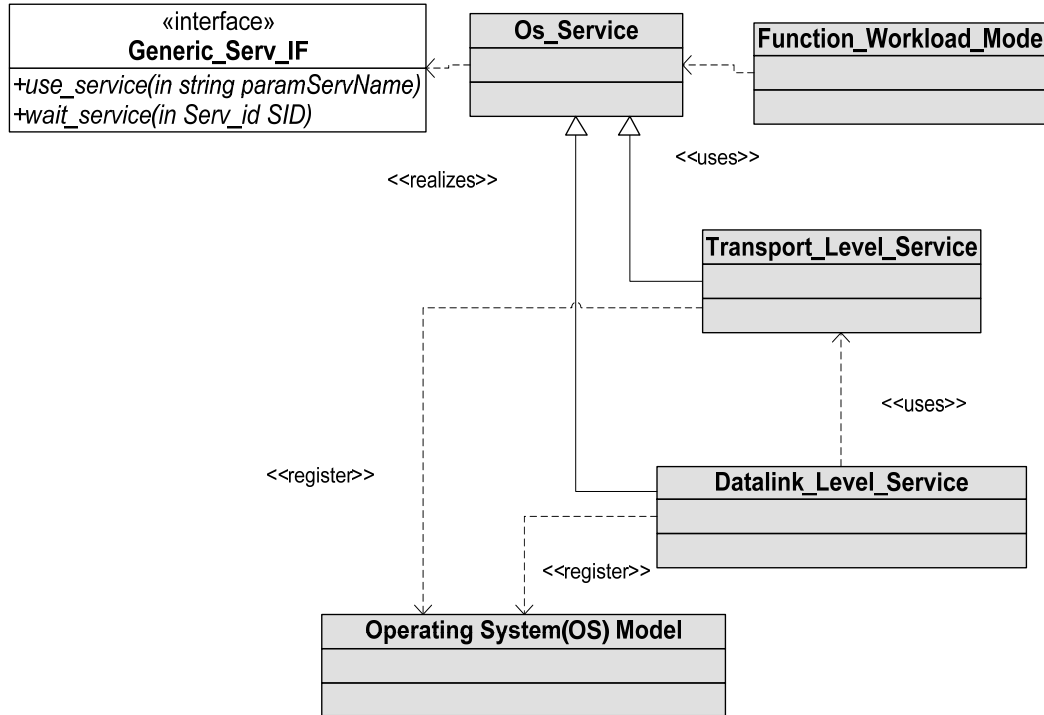 «interface»
Generic_Serv_IF
+use_service(in string paramServName)
+wait_service(in Serv_id SID)
Os_Service
Function_Workload_Model
<<realizes>>
<<uses>>
Transport_Level_Service
<<uses>>
<<register>>
Datalink_Level_Service
<<register>>
Operating System(OS) Model